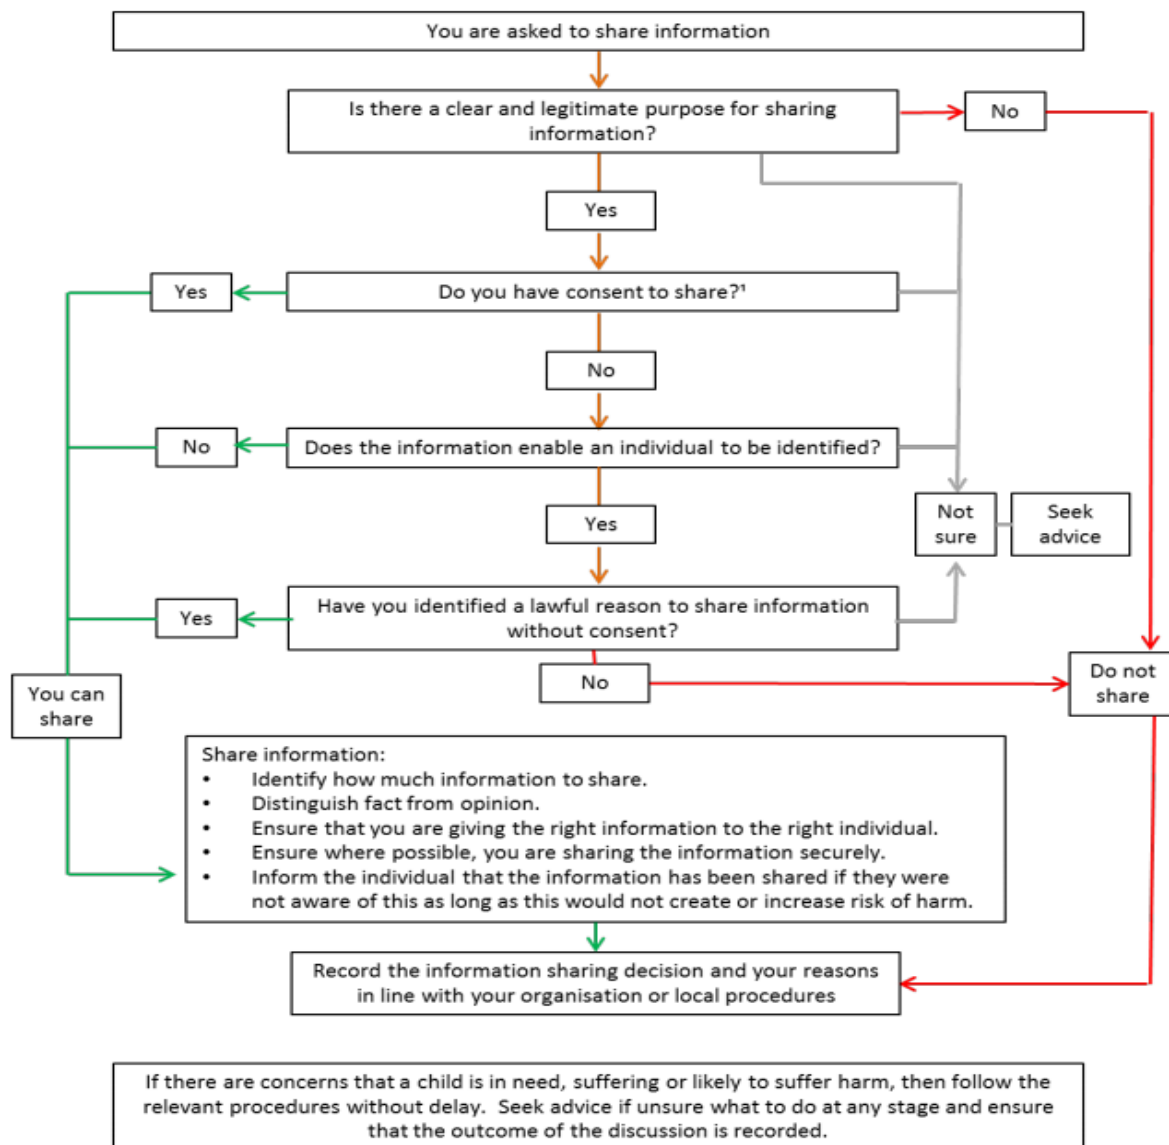 You are asked to share information
Is there a clear and legitimate purpose for sharing
information?
No
Yes
Yes
Do you have consent to share?¹
No
No
Does the information enable an individual to be identified?
Yes
Not
sure
Seek
advice
Yes
Have you identified a lawful reason to share information
without consent?
No
You can
share
Do not
share
Share information:
• Identify how much information to share.
• Distinguish fact from opinion.
• Ensure that you are giving the right information to the right individual.
• Ensure where possible, you are sharing the information securely.
• Inform the individual that the information has been shared if they were
not aware of this as long as this would not create or increase risk of harm.
Record the information sharing decision and your reasons
in line with your organisation or local procedures
If there are concerns that a child is in need, suffering or likely to suffer harm, then follow the
relevant procedures without delay.  Seek advice if unsure what to do at any stage and ensure
that the outcome of the discussion is recorded.